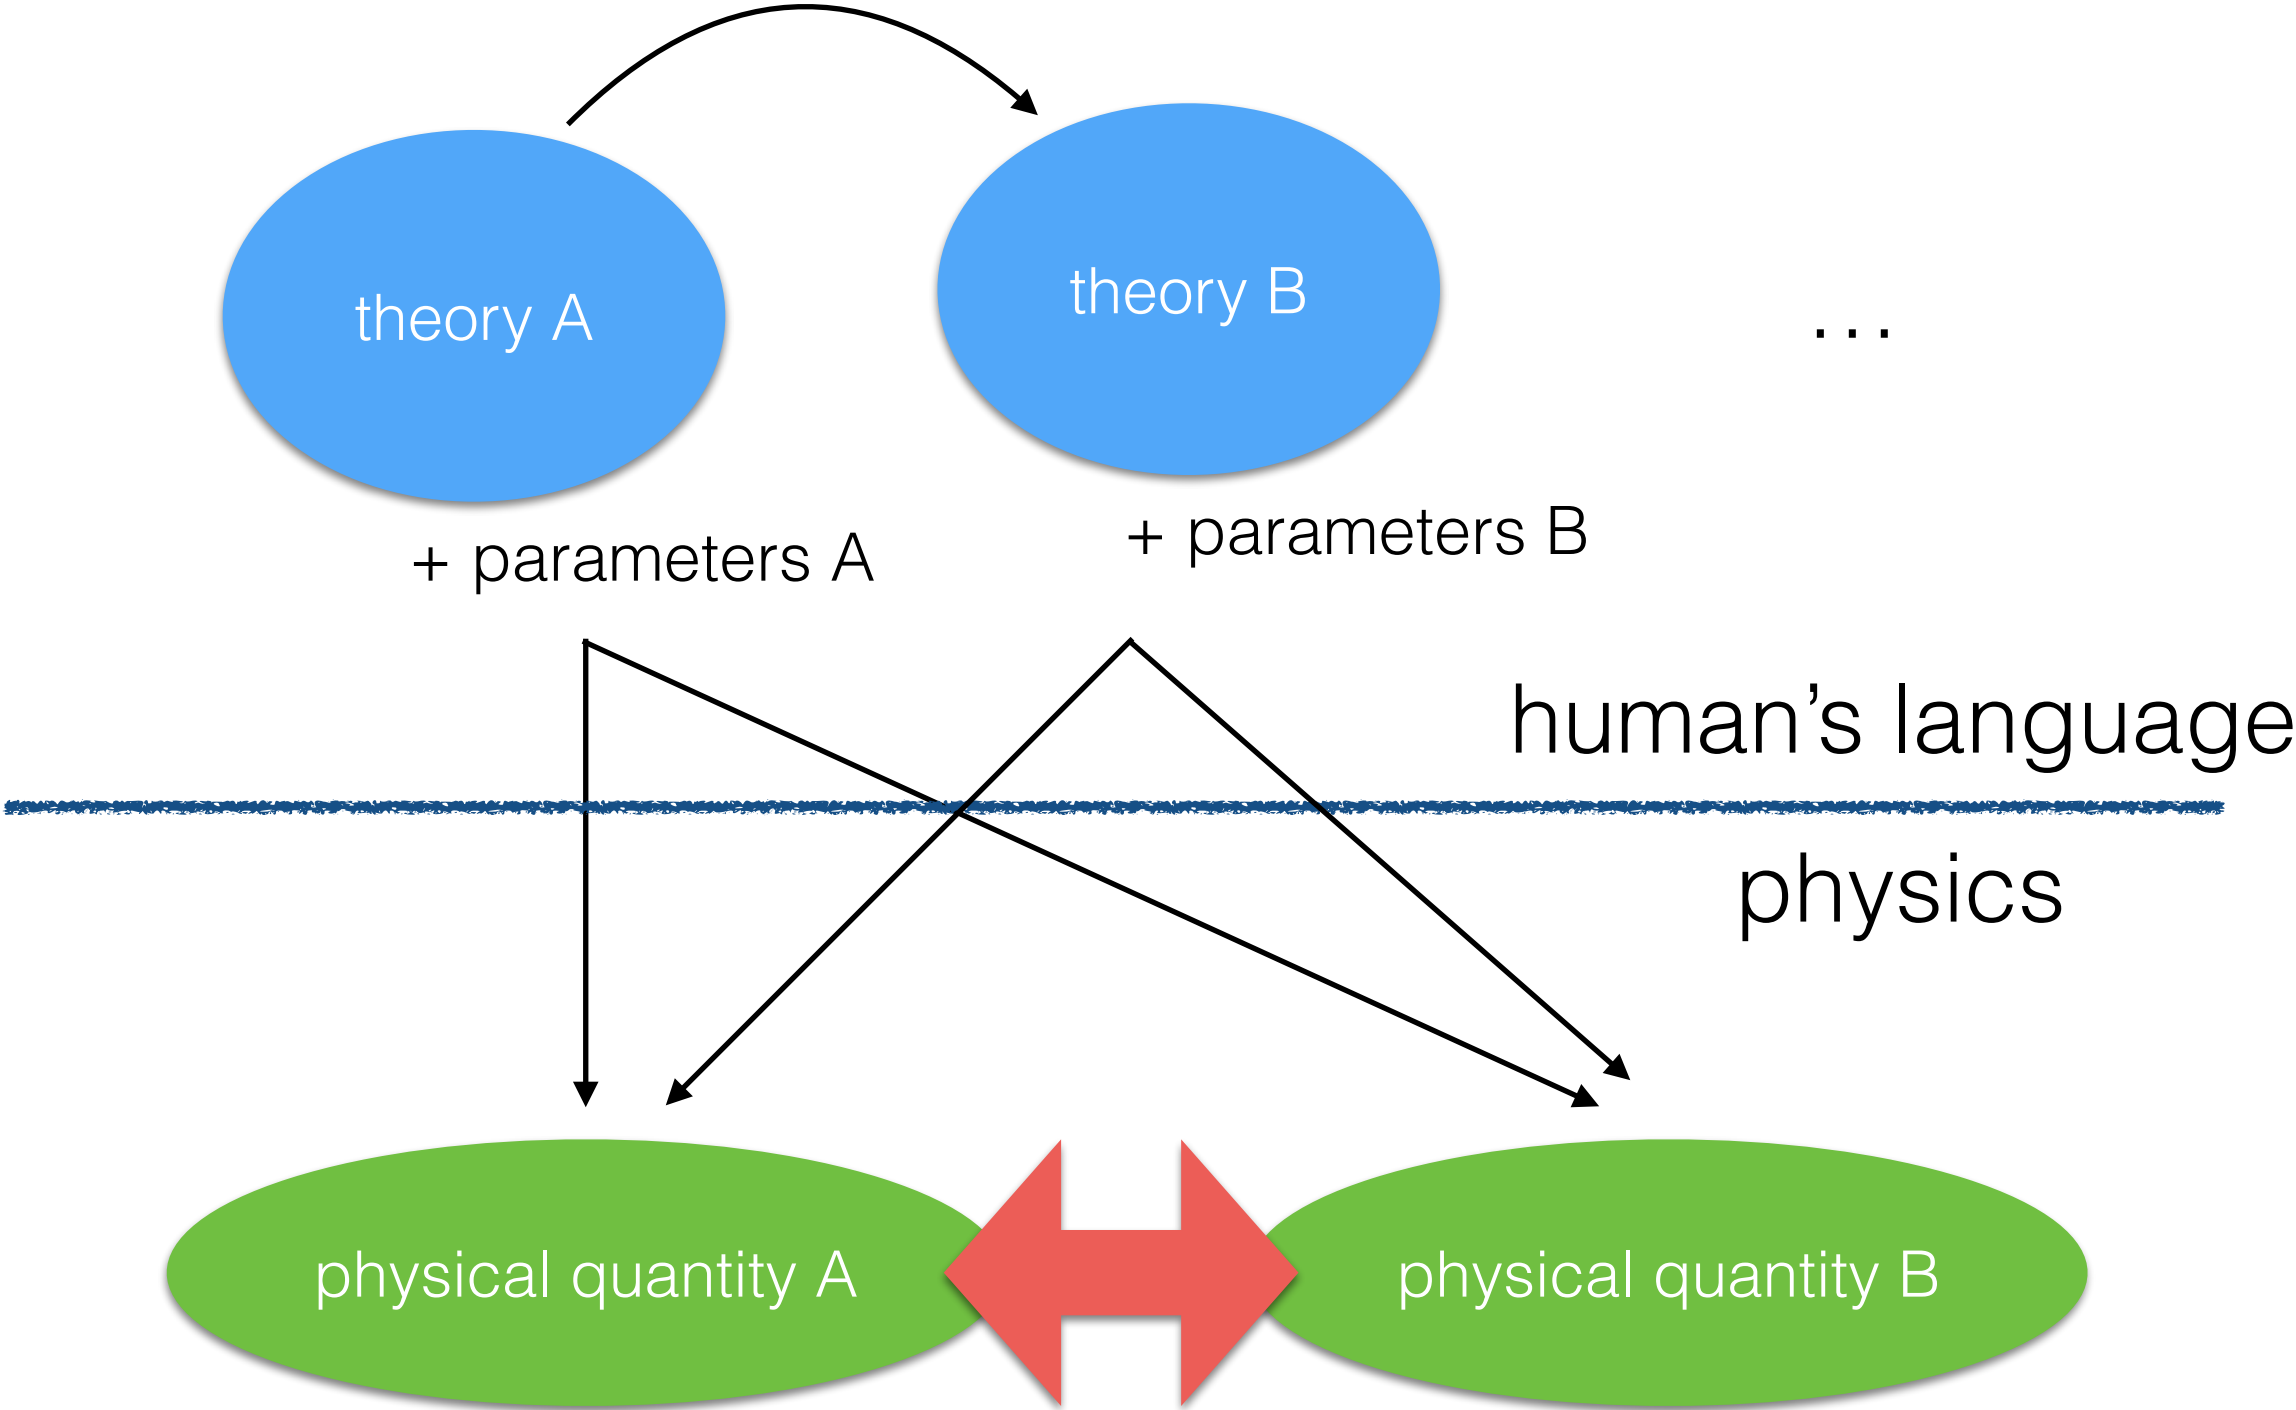 theory A
theory B
...
+ parameters A
+ parameters B
human’s language
physics
physical quantity A
physical quantity B